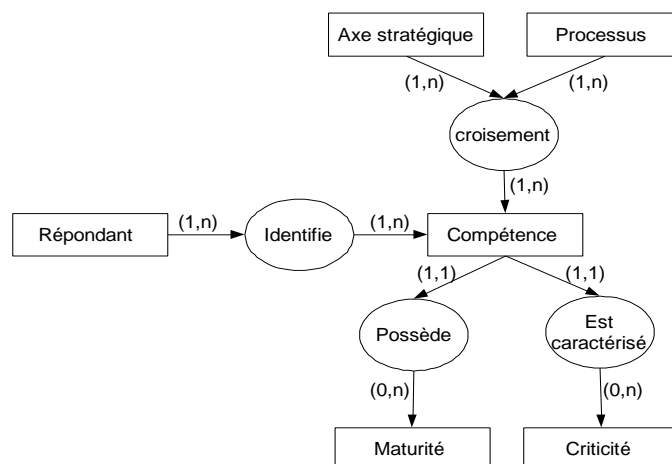 Axe stratégique
Processus
(1,n)
(1,n)
croisement
(1,n)
Répondant
(1,n)
Identifie
(1,n)
Compétence
(1,1)
(1,1)
Possède
Est
caractérisé
(0,n)
(0,n)
Maturité
Criticité